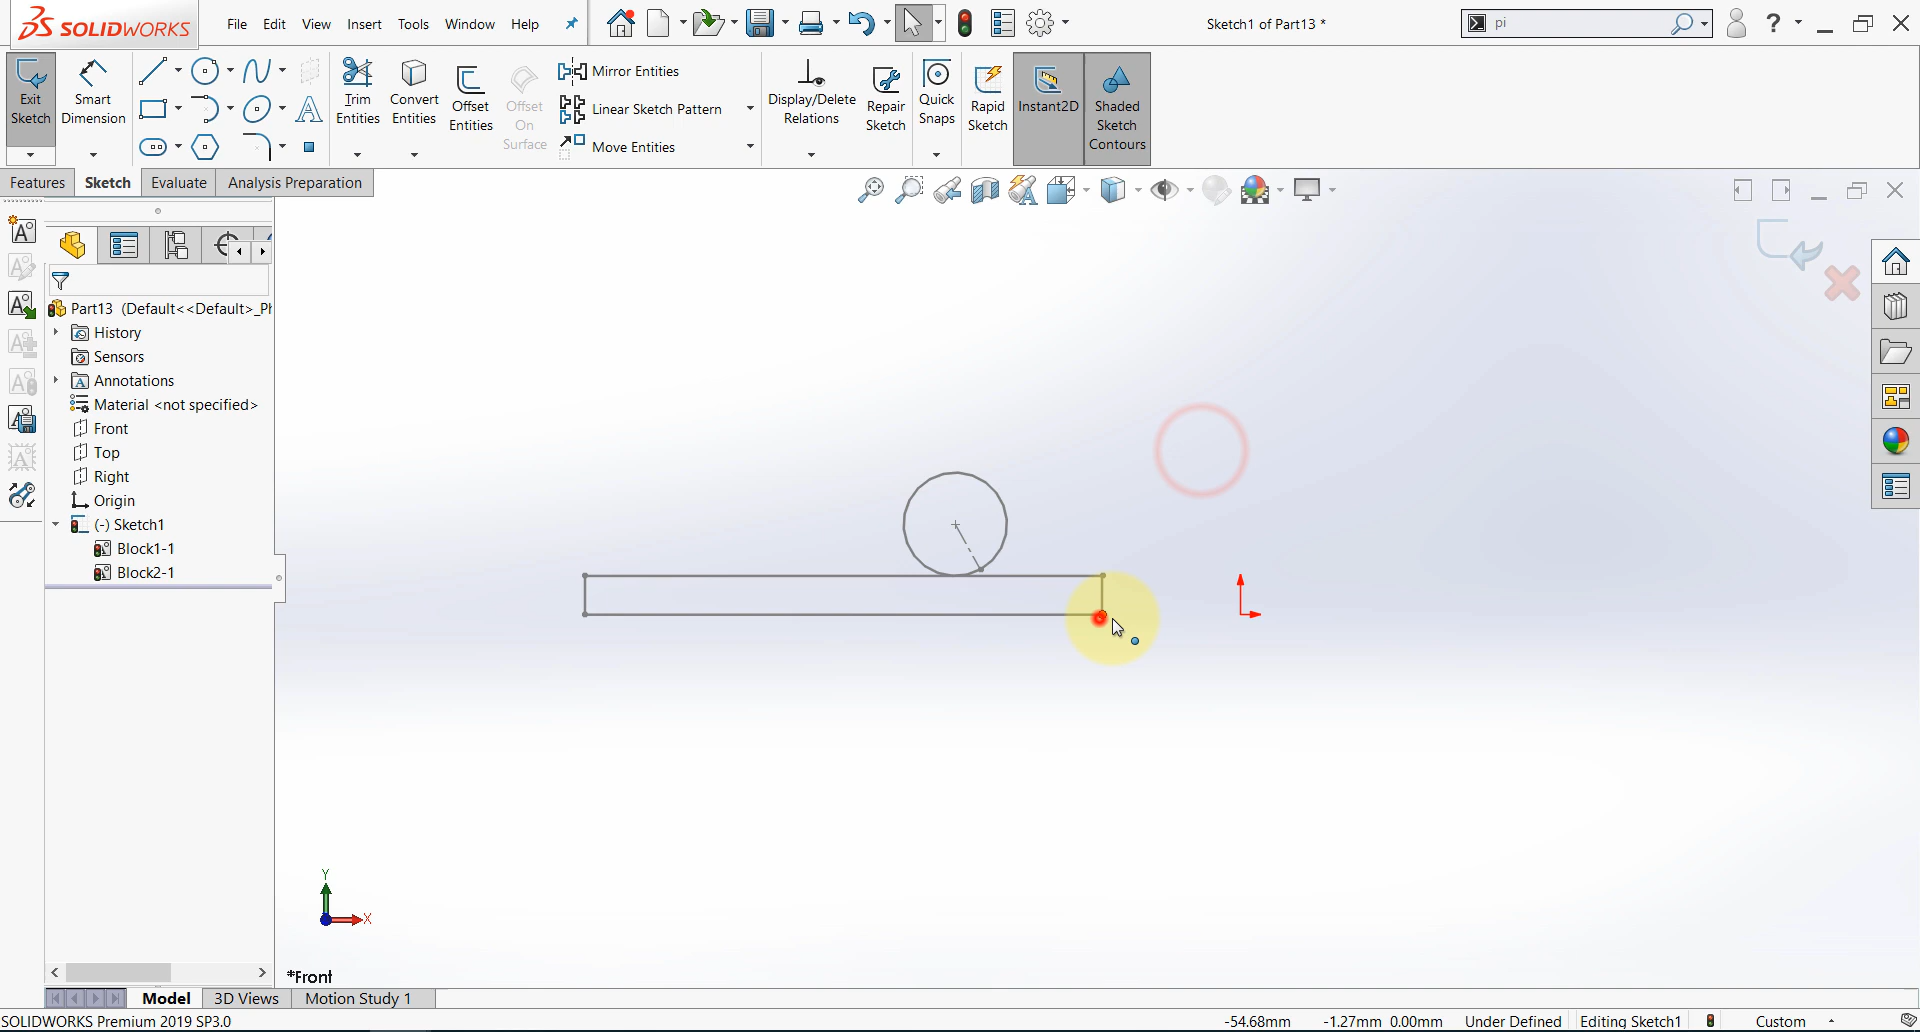 SOLIDWORKS
File Edit View Insert Tools Window Help
Sketch1 of Part13 *
pi
?
Exit
Sketch
Smart
Dimension
A
Trim
Entities
Convert
Entities
Offset
Entities
Offset
On
Surface
Mirror Entities
Linear Sketch Pattern
Move Entities
Display/Delete
Relations
Repair
Sketch
Quick
Snaps
Rapid
Sketch
Instant2D
Shaded
Sketch
Contours
Features Sketch Evaluate Analysis Preparation
Part13 (Default<<Default>_Pl
History
Sensors
Annotations
Material <not specified>
Front
Top
Right
Origin
(-) Sketch1
Block1-1
Block2-1
Y
X
*Front
Model 3D Views Motion Study 1
SOLIDWORKS Premium 2019 SP3.0
-54.68mm -1.27mm 0.00mm Under Defined Editing Sketch1 Custom